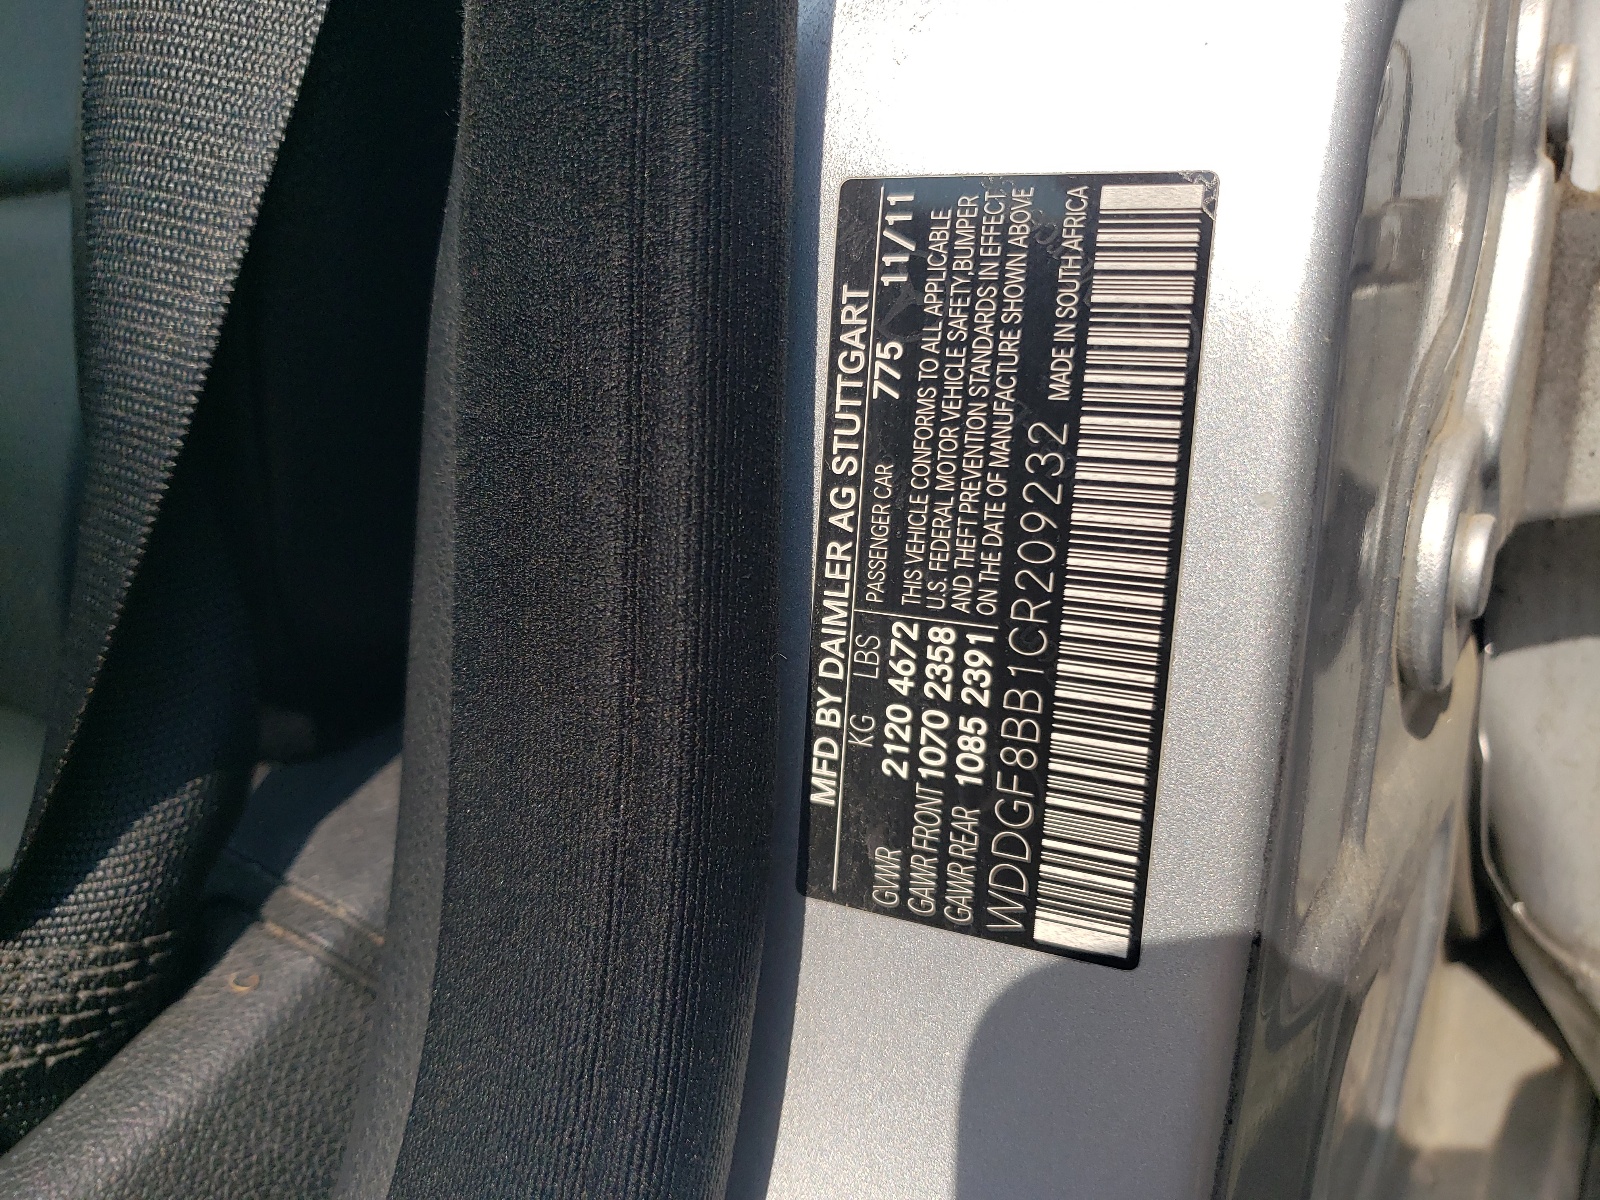 MFD BY DAIMLER AG STUTTGART
KG LBS PASSENGER CAR 775 11/11
GVWR 2120 4672 THIS VEHICLE CONFORMS TO ALL APPLICABLE
GAWR FRONT 1070 2358 U.S. FEDERAL MOTOR VEHICLE SAFETY, BUMPER
GAWR REAR 1085 2391 AND THEFT PREVENTION STANDARDS IN EFFECT
ON THE DATE OF MANUFACTURE SHOWN ABOVE
WDDGF8BB1CR209232 MADE IN SOUTH AFRICA